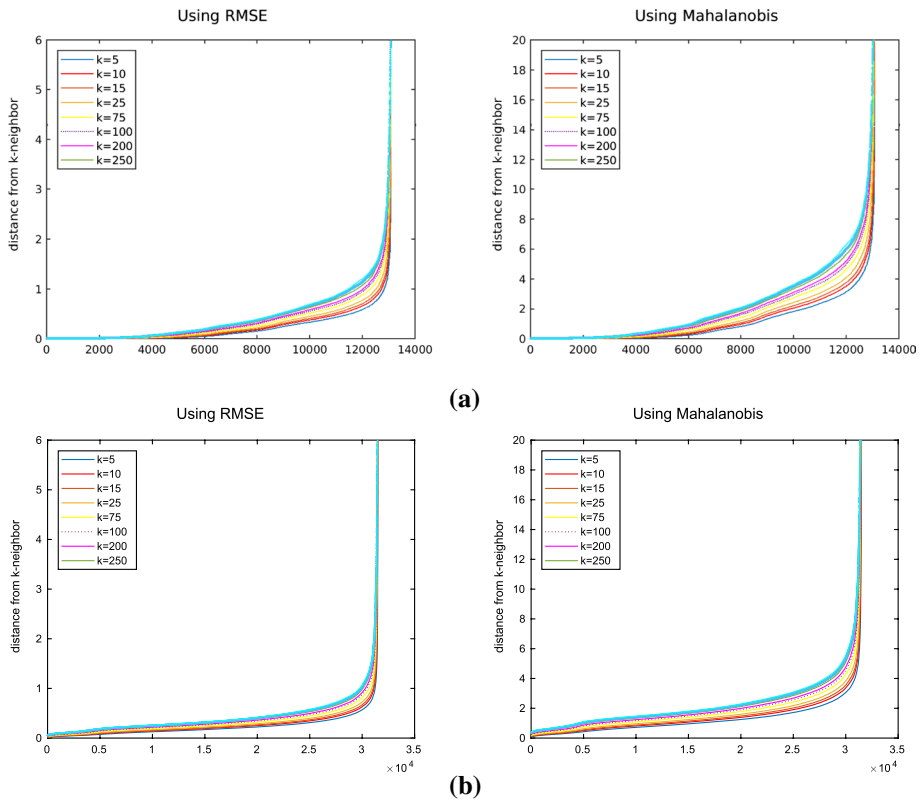 Using RMSE
6
5
4
3
2
1
0
distance from k-neighbor
k=5
k=10
k=15
k=25
k=75
k=100
k=200
k=250
0 2000 4000 6000 8000 10000 12000 14000
Using Mahalanobis
20
18
16
14
12
10
8
6
4
2
0
distance from k-neighbor
k=5
k=10
k=15
k=25
k=75
k=100
k=200
k=250
0 2000 4000 6000 8000 10000 12000 14000
(a)
Using RMSE
6
5
4
3
2
1
0
distance from k-neighbor
k=5
k=10
k=15
k=25
k=75
k=100
k=200
k=250
0 0.5 1 1.5 2 2.5 3 3.5
×10⁴
Using Mahalanobis
20
18
16
14
12
10
8
6
4
2
0
distance from k-neighbor
k=5
k=10
k=15
k=25
k=75
k=100
k=200
k=250
0 0.5 1 1.5 2 2.5 3 3.5
×10⁴
(b)